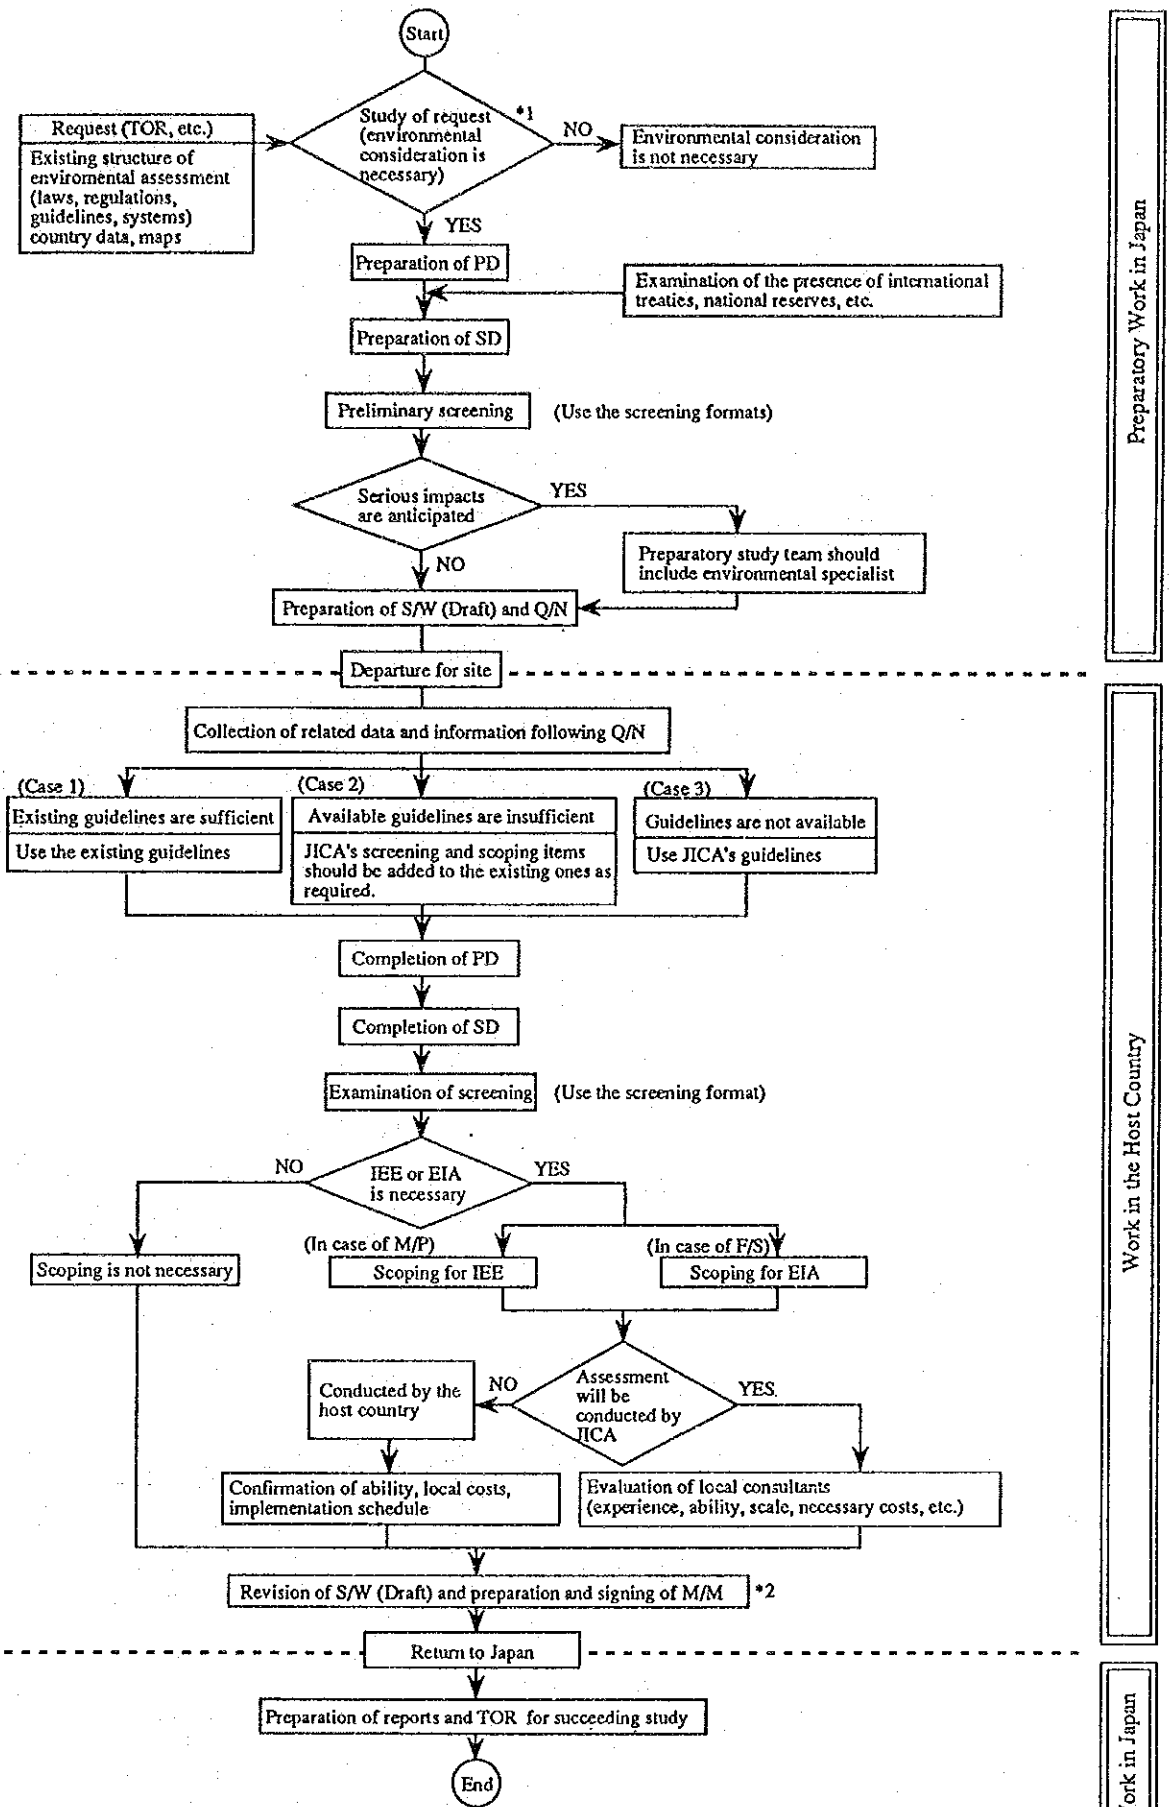 Start
Study of request
(environmental
consideration is
necessary)
*1
NO
Environmental consideration
is not necessary
Request (TOR, etc.)
Existing structure of
enviromental assessment
(laws, regulations,
guidelines, systems)
country data, maps
YES
Preparation of PD
Examination of the presence of international
treaties, national reserves, etc.
Preparation of SD
Preliminary screening
(Use the screening formats)
Serious impacts
are anticipated
YES
NO
Preparatory study team should
include environmental specialist
Preparation of S/W (Draft) and Q/N
Preparatory Work in Japan
Departure for site
Collection of related data and information following Q/N
(Case 1)
Existing guidelines are sufficient
Use the existing guidelines
(Case 2)
Available guidelines are insufficient
JICA's screening and scoping items
should be added to the existing ones as
required.
(Case 3)
Guidelines are not available
Use JICA's guidelines
Completion of PD
Completion of SD
Examination of screening
(Use the screening format)
NO
IEE or EIA
is necessary
YES
Scoping is not necessary
(In case of M/P)
Scoping for IEE
(In case of F/S)
Scoping for EIA
Conducted by the
host country
NO
Assessment
will be
conducted by
JICA
YES
Confirmation of ability, local costs,
implementation schedule
Evaluation of local consultants
(experience, ability, scale, necessary costs, etc.)
Revision of S/W (Draft) and preparation and signing of M/M
*2
Work in the Host Country
Return to Japan
Preparation of reports and TOR for succeeding study
End
ork in Japan